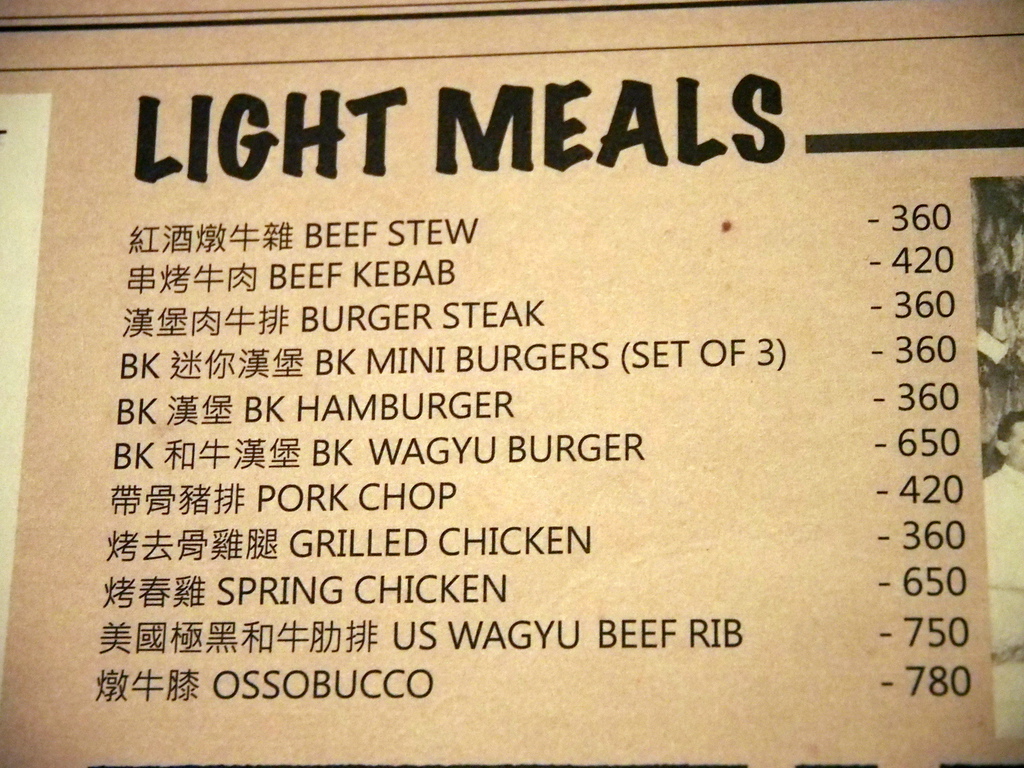 LIGHT MEALS
紅酒燉牛雜 BEEF STEW - 360
串烤牛肉 BEEF KEBAB - 420
漢堡肉牛排 BURGER STEAK - 360
BK 迷你漢堡 BK MINI BURGERS (SET OF 3) - 360
BK 漢堡 BK HAMBURGER - 360
BK 和牛漢堡 BK WAGYU BURGER - 650
帶骨豬排 PORK CHOP - 420
烤去骨雞腿 GRILLED CHICKEN - 360
烤春雞 SPRING CHICKEN - 650
美國極黑和牛肋排 US WAGYU BEEF RIB - 750
燉牛膝 OSSOBUCCO - 780